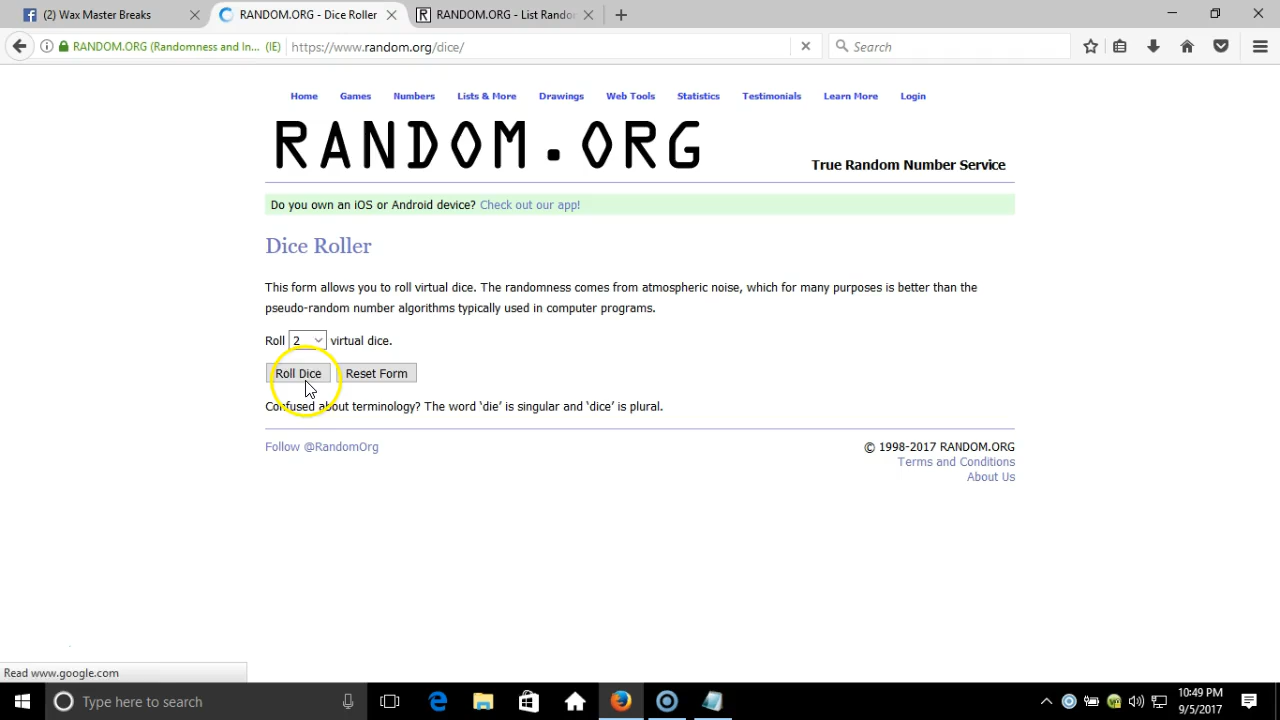 (2) Wax Master Breaks
RANDOM.ORG - Dice Roller
RANDOM.ORG - List Rando
RANDOM.ORG (Randomness and In... (IE)
https://www.random.org/dice/
Search
Home Games Numbers Lists & More Drawings Web Tools Statistics Testimonials Learn More Login
RANDOM.ORG
True Random Number Service
Do you own an iOS or Android device? Check out our app!
Dice Roller
This form allows you to roll virtual dice. The randomness comes from atmospheric noise, which for many purposes is better than the
pseudo-random number algorithms typically used in computer programs.
Roll 2 virtual dice.
Roll Dice Reset Form
Confused about terminology? The word ‘die’ is singular and ‘dice’ is plural.
Follow @RandomOrg
© 1998-2017 RANDOM.ORG
Terms and Conditions
About Us
Read www.google.com
Type here to search
10:49 PM
9/5/2017